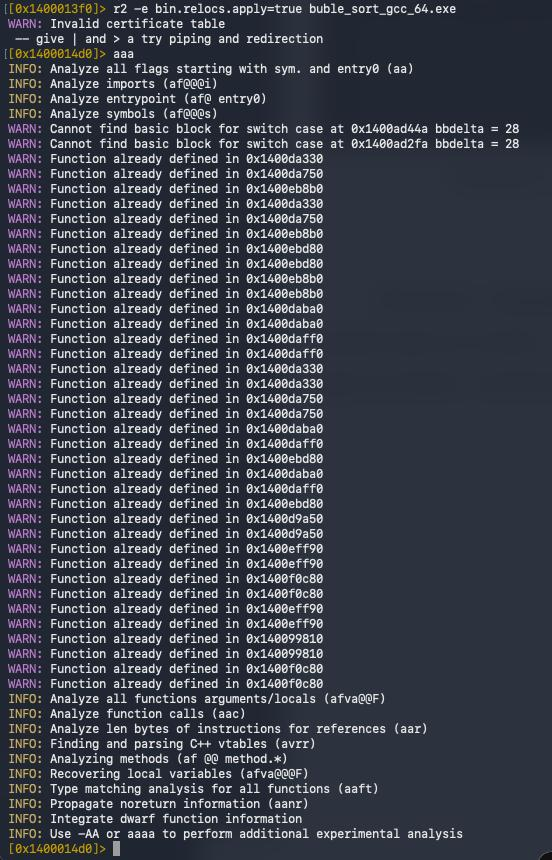 [[0x1400013f0]> r2 -e bin.relocs.apply=true buble_sort_gcc_64.exe
WARN: Invalid certificate table
-- give | and > a try piping and redirection
[[0x1400014d0]> aaa
INFO: Analyze all flags starting with sym. and entry0 (aa)
INFO: Analyze imports (af@@@i)
INFO: Analyze entrypoint (af@ entry0)
INFO: Analyze symbols (af@@@s)
WARN: Cannot find basic block for switch case at 0x1400ad44a bbdelta = 28
WARN: Cannot find basic block for switch case at 0x1400ad2fa bbdelta = 28
WARN: Function already defined in 0x1400da330
WARN: Function already defined in 0x1400da750
WARN: Function already defined in 0x1400eb8b0
WARN: Function already defined in 0x1400da330
WARN: Function already defined in 0x1400da750
WARN: Function already defined in 0x1400eb8b0
WARN: Function already defined in 0x1400ebd80
WARN: Function already defined in 0x1400ebd80
WARN: Function already defined in 0x1400eb8b0
WARN: Function already defined in 0x1400eb8b0
WARN: Function already defined in 0x1400daba0
WARN: Function already defined in 0x1400daba0
WARN: Function already defined in 0x1400daff0
WARN: Function already defined in 0x1400daff0
WARN: Function already defined in 0x1400da330
WARN: Function already defined in 0x1400da330
WARN: Function already defined in 0x1400da750
WARN: Function already defined in 0x1400da750
WARN: Function already defined in 0x1400daba0
WARN: Function already defined in 0x1400daff0
WARN: Function already defined in 0x1400ebd80
WARN: Function already defined in 0x1400daba0
WARN: Function already defined in 0x1400daff0
WARN: Function already defined in 0x1400ebd80
WARN: Function already defined in 0x1400d9a50
WARN: Function already defined in 0x1400d9a50
WARN: Function already defined in 0x1400eff90
WARN: Function already defined in 0x1400eff90
WARN: Function already defined in 0x1400f0c80
WARN: Function already defined in 0x1400f0c80
WARN: Function already defined in 0x1400eff90
WARN: Function already defined in 0x1400eff90
WARN: Function already defined in 0x140099810
WARN: Function already defined in 0x140099810
WARN: Function already defined in 0x1400f0c80
WARN: Function already defined in 0x1400f0c80
INFO: Analyze all functions arguments/locals (afva@@F)
INFO: Analyze function calls (aac)
INFO: Analyze len bytes of instructions for references (aar)
INFO: Finding and parsing C++ vtables (avrr)
INFO: Analyzing methods (af @@ method.*)
INFO: Recovering local variables (afva@@@F)
INFO: Type matching analysis for all functions (aaft)
INFO: Propagate noreturn information (aanr)
INFO: Integrate dwarf function information
INFO: Use -AA or aaaa to perform additional experimental analysis
[0x1400014d0]>